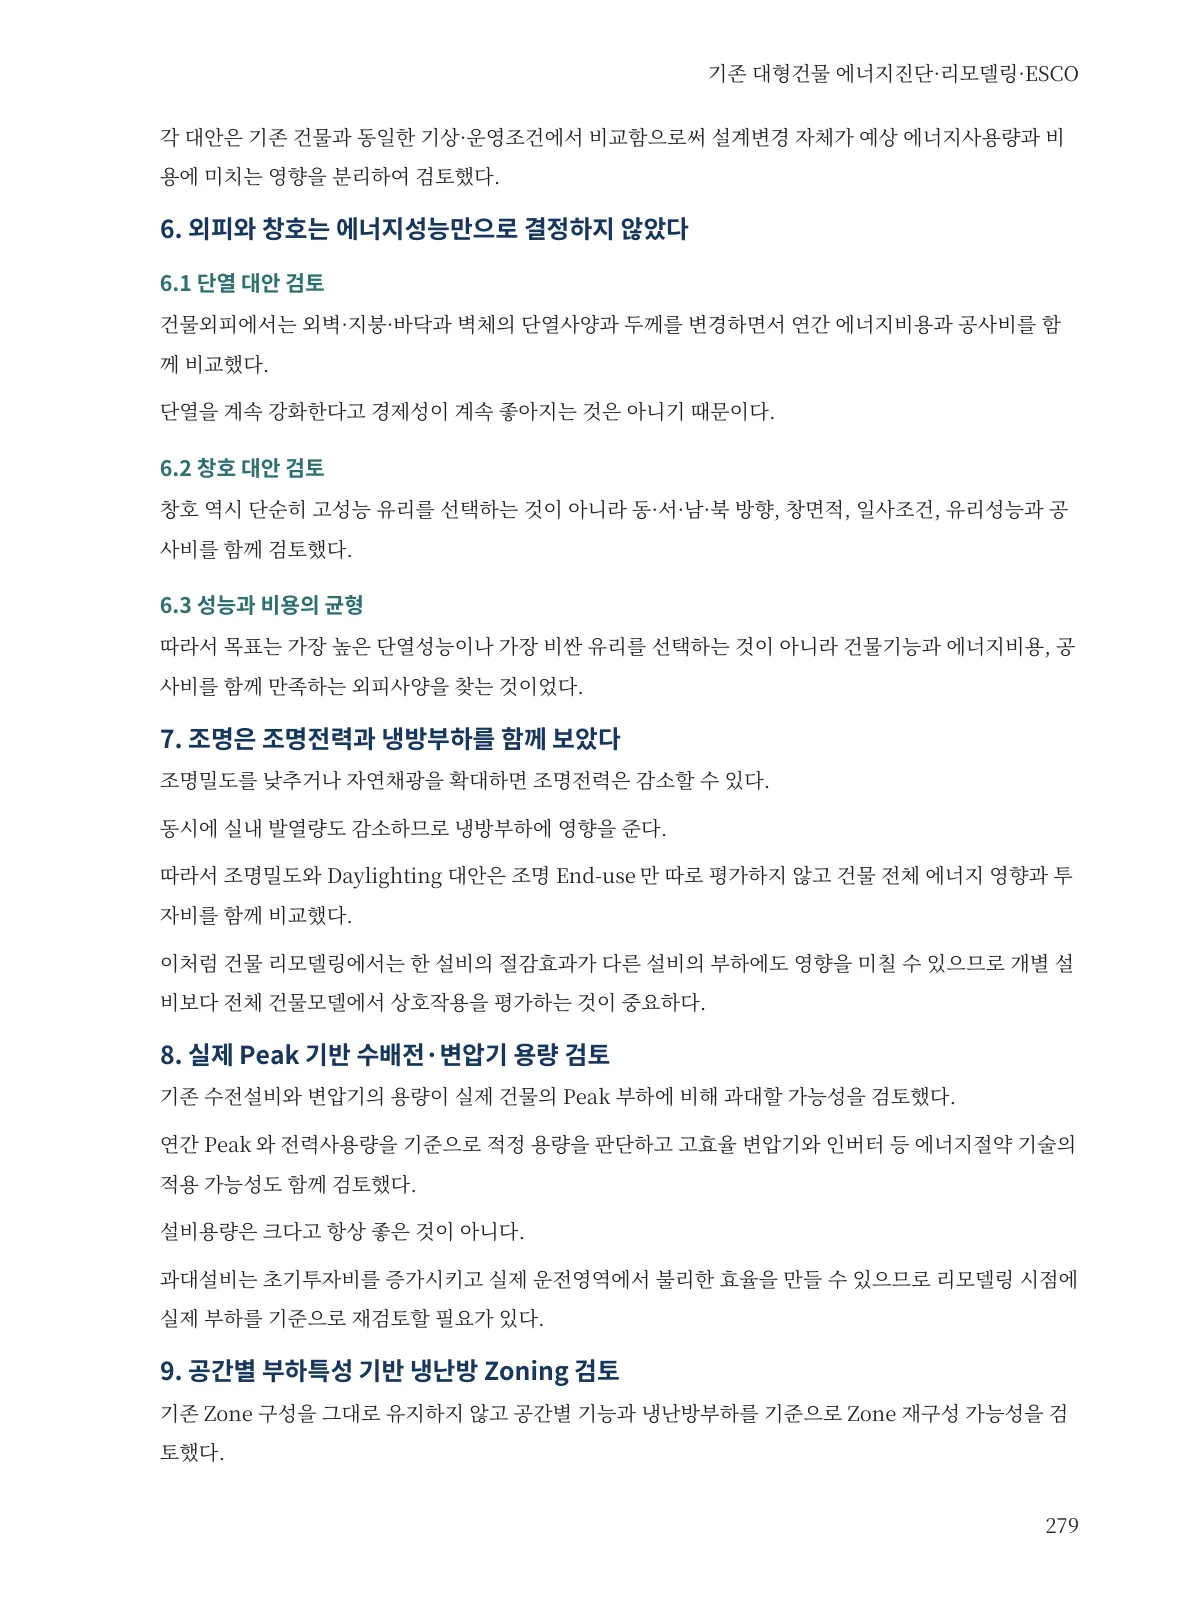 기존 대형건물 에너지진단·리모델링·ESCO
각 대안은 기존 건물과 동일한 기상·운영조건에서 비교함으로써 설계변경 자체가 예상 에너지사용량과 비
용에 미치는 영향을 분리하여 검토했다.
6. 외피와 창호는 에너지성능만으로 결정하지 않았다
6.1 단열 대안 검토
건물외피에서는 외벽·지붕·바닥과 벽체의 단열사양과 두께를 변경하면서 연간 에너지비용과 공사비를 함
께 비교했다.
단열을 계속 강화한다고 경제성이 계속 좋아지는 것은 아니기 때문이다.
6.2 창호 대안 검토
창호 역시 단순히 고성능 유리를 선택하는 것이 아니라 동·서·남·북 방향, 창면적, 일사조건, 유리성능과 공
사비를 함께 검토했다.
6.3 성능과 비용의 균형
따라서 목표는 가장 높은 단열성능이나 가장 비싼 유리를 선택하는 것이 아니라 건물기능과 에너지비용, 공
사비를 함께 만족하는 외피사양을 찾는 것이었다.
7. 조명은 조명전력과 냉방부하를 함께 보았다
조명밀도를 낮추거나 자연채광을 확대하면 조명전력은 감소할 수 있다.
동시에 실내 발열량도 감소하므로 냉방부하에 영향을 준다.
따라서 조명밀도와 Daylighting 대안은 조명 End-use 만 따로 평가하지 않고 건물 전체 에너지 영향과 투
자비를 함께 비교했다.
이처럼 건물 리모델링에서는 한 설비의 절감효과가 다른 설비의 부하에도 영향을 미칠 수 있으므로 개별 설
비보다 전체 건물모델에서 상호작용을 평가하는 것이 중요하다.
8. 실제 Peak 기반 수배전·변압기 용량 검토
기존 수전설비와 변압기의 용량이 실제 건물의 Peak 부하에 비해 과대할 가능성을 검토했다.
연간 Peak 와 전력사용량을 기준으로 적정 용량을 판단하고 고효율 변압기와 인버터 등 에너지절약 기술의
적용 가능성도 함께 검토했다.
설비용량은 크다고 항상 좋은 것이 아니다.
과대설비는 초기투자비를 증가시키고 실제 운전영역에서 불리한 효율을 만들 수 있으므로 리모델링 시점에
실제 부하를 기준으로 재검토할 필요가 있다.
9. 공간별 부하특성 기반 냉난방 Zoning 검토
기존 Zone 구성을 그대로 유지하지 않고 공간별 기능과 냉난방부하를 기준으로 Zone 재구성 가능성을 검
토했다.
279